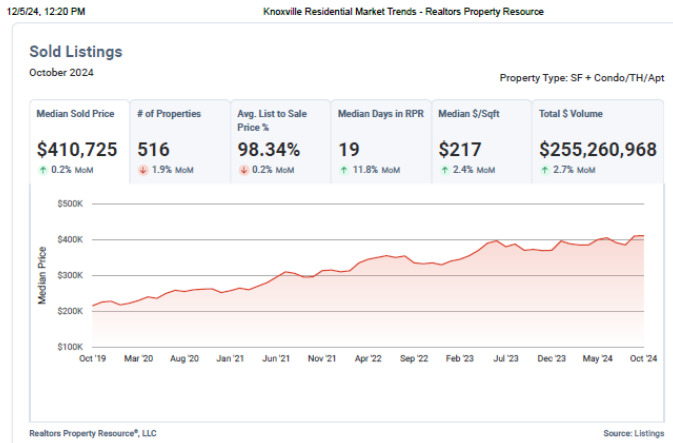 12/5/24, 12:20 PM Knoxville Residential Market Trends - Realtors Property Resource
Sold Listings
October 2024
Property Type: SF + Condo/TH/Apt
Median Sold Price # of Properties Avg. List to Sale Price % Median Days in RPR Median $/Sqft Total $ Volume
$410,725 516 98.34% 19 $217 $255,260,968
↑ 0.2% MoM ↓ 1.9% MoM ↓ 0.2% MoM ↑ 11.8% MoM ↑ 2.4% MoM ↑ 2.7% MoM
Median Price
$500K
$400K
$300K
$200K
$100K
Oct '19 Mar '20 Aug '20 Jan '21 Jun '21 Nov '21 Apr '22 Sep '22 Feb '23 Jul '23 Dec '23 May '24 Oct '24
Realtors Property Resource®, LLC Source: Listings